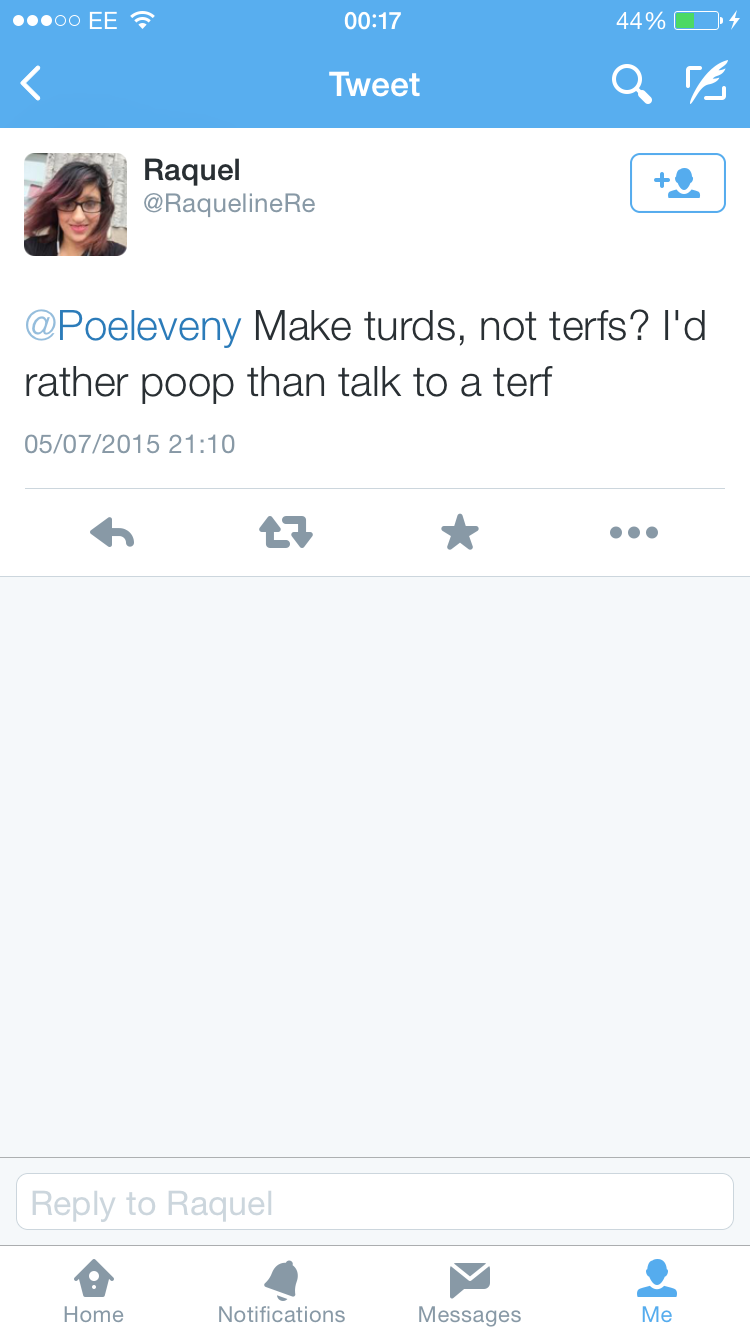 EE 00:17 44%
Tweet
Raquel
@RaquelineRe
@Poeleveny Make turds, not terfs? I'd
rather poop than talk to a terf
05/07/2015 21:10
Reply to Raquel
Home Notifications Messages Me